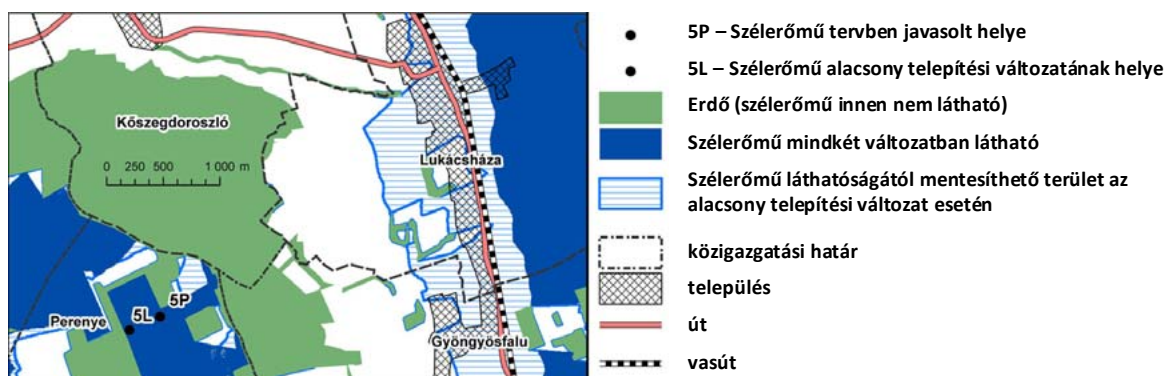 Kőszegdoroszló
0 250 500 1 000 m
Lukácsháza
5P
5L
Perenye
Gyöngyösfalu
5P – Szélerőmű tervben javasolt helye
5L – Szélerőmű alacsony telepítési változatának helye
Erdő (szélerőmű innen nem látható)
Szélerőmű mindkét változatban látható
Szélerőmű láthatóságától mentesíthető terület az
alacsony telepítési változat esetén
közigazgatási határ
település
út
vasút